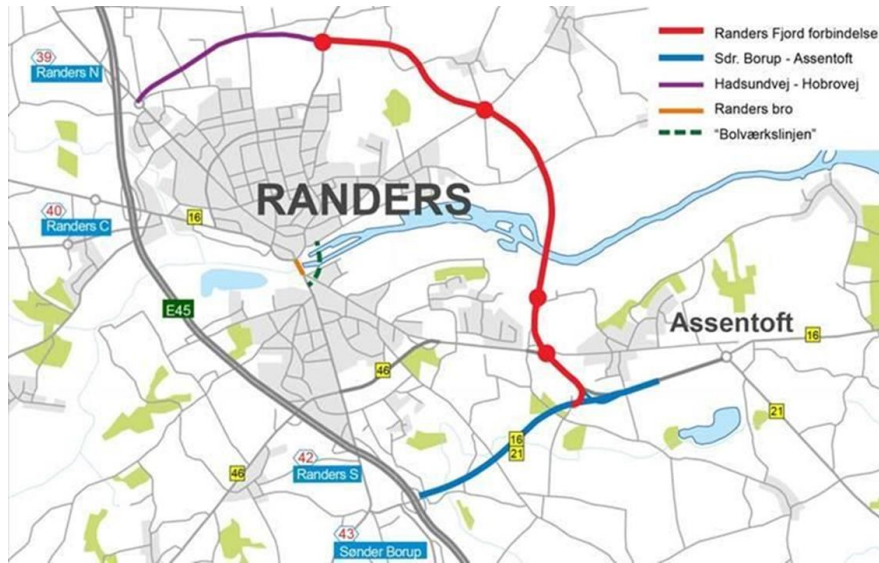 Randers Fjord forbindelse
Sdr. Borup - Assentoft
Hadsundvej - Hobrovej
Randers bro
"Bolværkslinjen"
39
Randers N
RANDERS
40
Randers C
16
E45
Assentoft
16
46
21
16
21
42
Randers S
46
43
Sønder Borup